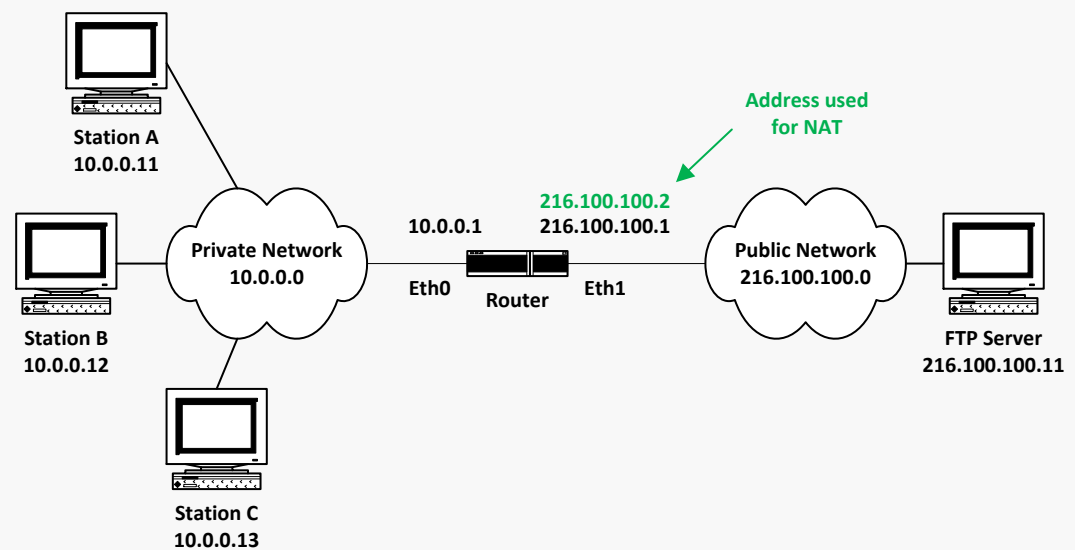 Station A
10.0.0.11
Station B
10.0.0.12
Station C
10.0.0.13
Private Network
10.0.0.0
10.0.0.1
Eth0
Router
Eth1
Address used
for NAT
216.100.100.2
216.100.100.1
Public Network
216.100.100.0
FTP Server
216.100.100.11